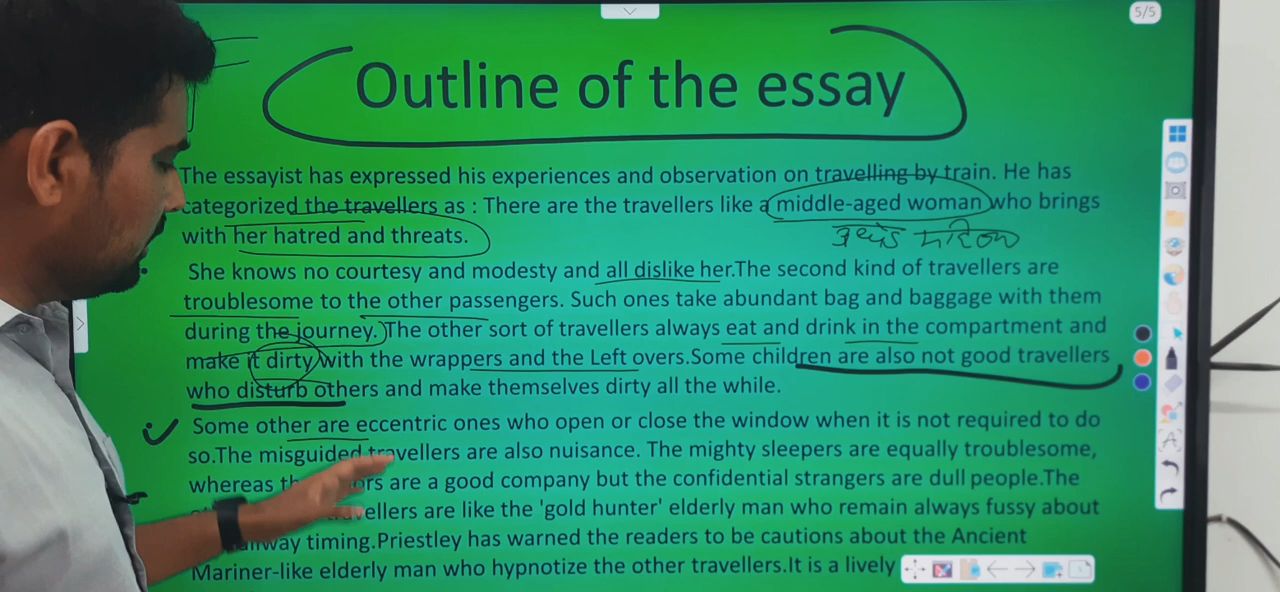 5/5
Outline of the essay
The essayist has expressed his experiences and observation on travelling by train. He has
categorized the travellers as : There are the travellers like a middle-aged woman who brings
with her hatred and threats.
She knows no courtesy and modesty and all dislike her.The second kind of travellers are
troublesome to the other passengers. Such ones take abundant bag and baggage with them
during the journey. The other sort of travellers always eat and drink in the compartment and
make it dirty with the wrappers and the Left overs.Some children are also not good travellers
who disturb others and make themselves dirty all the while.
Some other are eccentric ones who open or close the window when it is not required to do
so.The misguided travellers are also nuisance. The mighty sleepers are equally troublesome,
whereas are a good company but the confidential strangers are dull people.The
are like the 'gold hunter' elderly man who remain always fussy about
timing.Priestley has warned the readers to be cautions about the Ancient
Mariner-like elderly man who hypnotize the other travellers.It is a lively